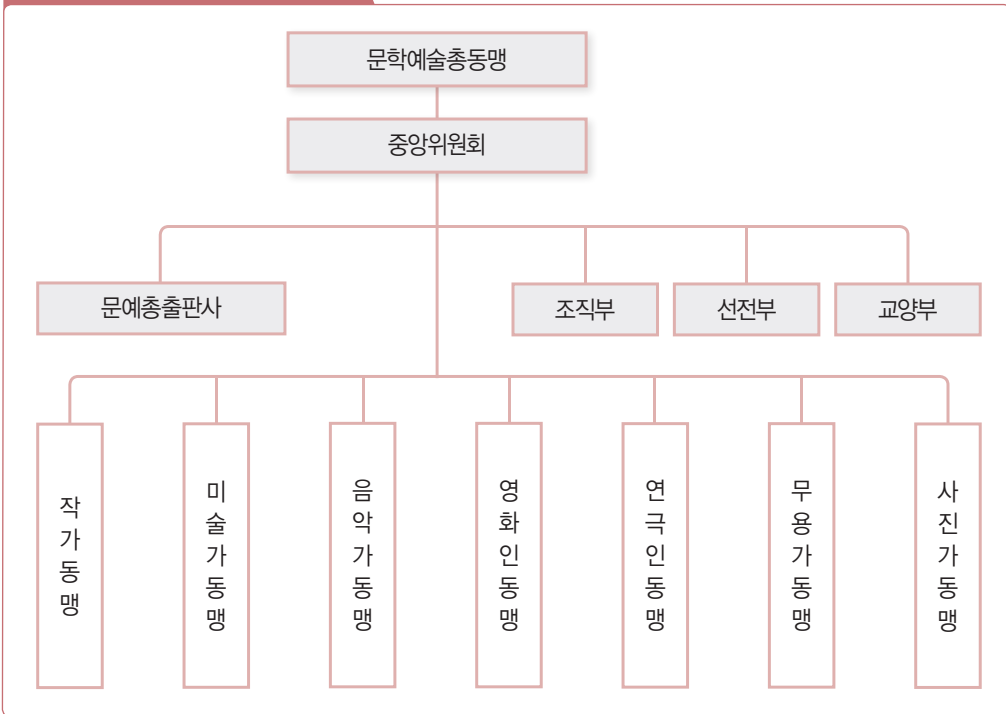 문학예술총동맹
중앙위원회
문예총출판사
조직부
선전부
교양부
작가동맹
미술가동맹
음악가동맹
영화인동맹
연극인동맹
무용가동맹
사진가동맹